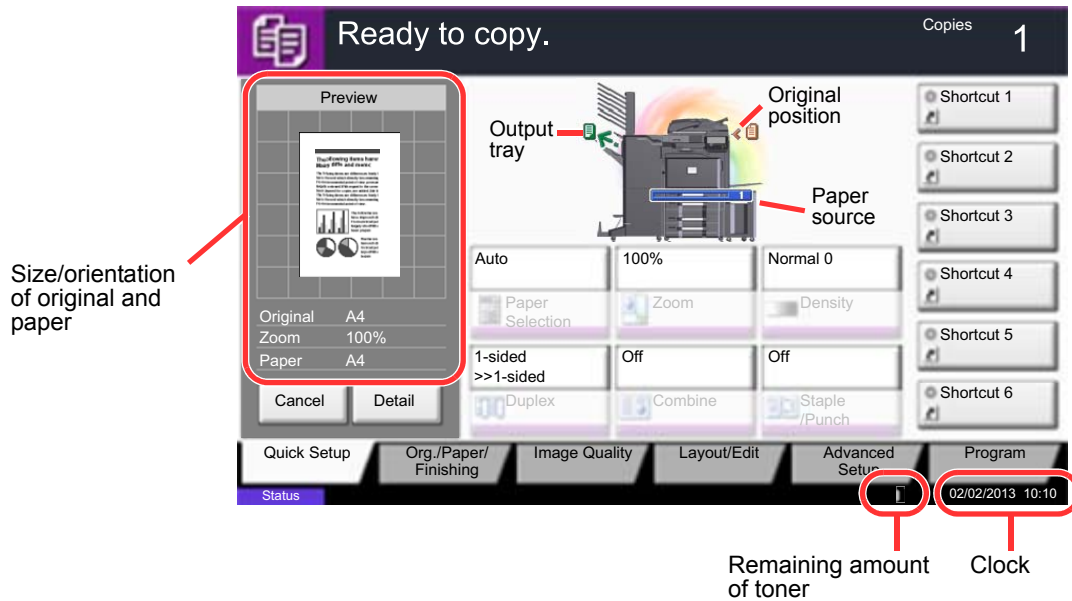 Ready to copy.
Copies
1
Preview
Original A4
Zoom 100%
Paper A4
Cancel
Detail
Size/orientation
of original and
paper
Output
tray
Original
position
1
Paper
source
Auto
Paper
Selection
100%
Zoom
Normal 0
Density
1-sided
>>1-sided
Duplex
Off
Combine
Off
Staple
/Punch
Shortcut 1
Shortcut 2
Shortcut 3
Shortcut 4
Shortcut 5
Shortcut 6
Quick Setup
Org./Paper/
Finishing
Image Quality
Layout/Edit
Advanced
Setup
Program
Status
02/02/2013 10:10
Remaining amount
of toner
Clock